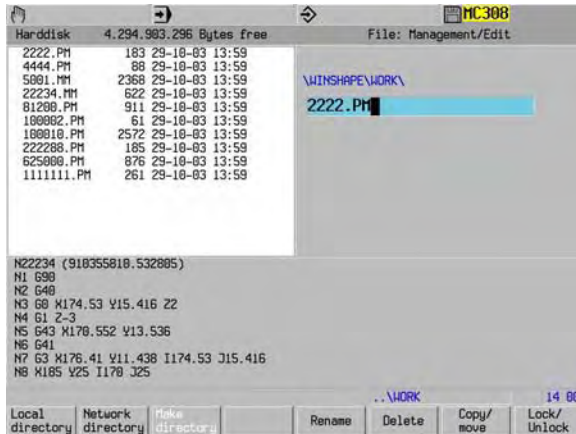 MC308
Harddisk 4.294.903.296 Bytes free
File: Management/Edit
2222.PM 183 29-10-03 13:59
4444.PM 88 29-10-03 13:59
5001.MM 2368 29-10-03 13:59
22234.MM 622 29-10-03 13:59
81200.PM 911 29-10-03 13:59
100002.PM 61 29-10-03 13:59
100010.PM 2572 29-10-03 13:59
222288.PM 185 29-10-03 13:59
625000.PM 876 29-10-03 13:59
1111111.PM 261 29-10-03 13:59
\WINSHAPE\WORK\
2222.PM
N22234 (910355810.532805)
N1 G90
N2 G40
N3 G0 X174.53 Y15.416 Z2
N4 G1 Z-3
N5 G43 X170.552 Y13.536
N6 G41
N7 G3 X176.41 Y11.438 I174.53 J15.416
N8 X185 Y25 I170 J25
..\WORK 14 00
Local directory
Network directory
Make directory
Rename
Delete
Copy/ move
Lock/ Unlock